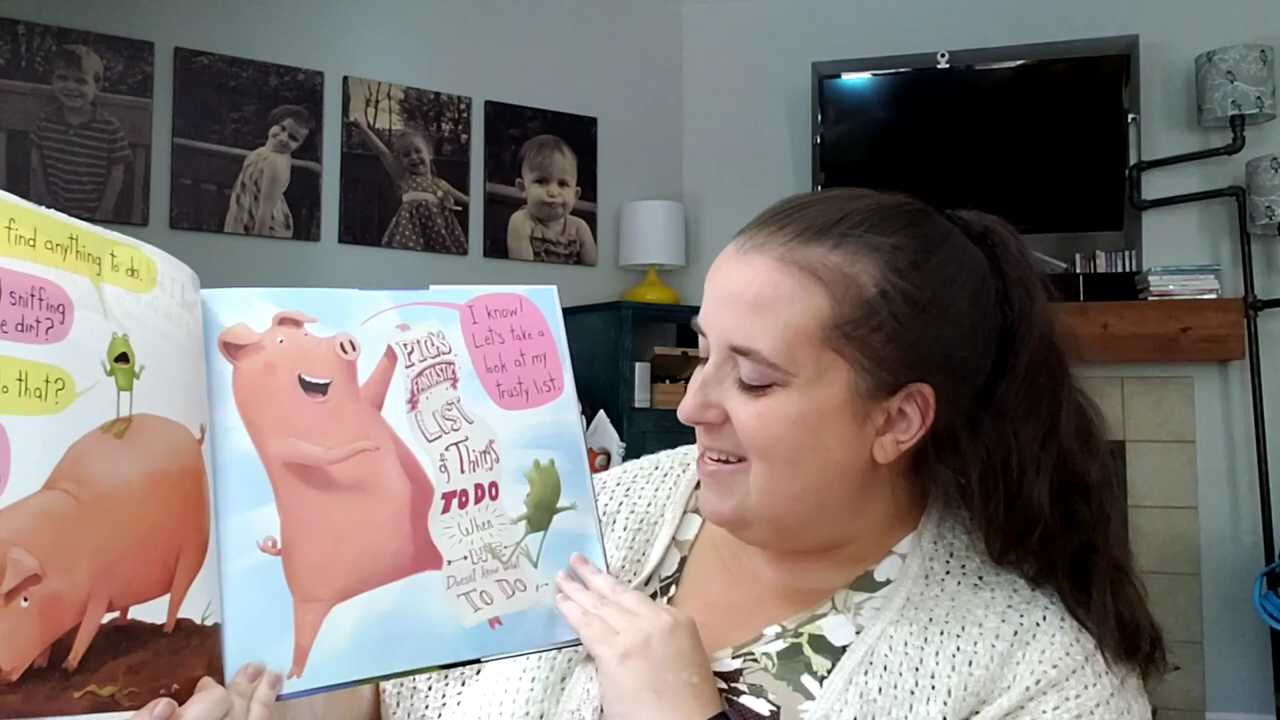 find anything to do.
sniffing
dirt?
that?
I know!
Let's take a
look at my
trusty list.
PIG'S
FANTASTIC
LIST
of Things
TO DO
When
Doesn't know what
TO DO...